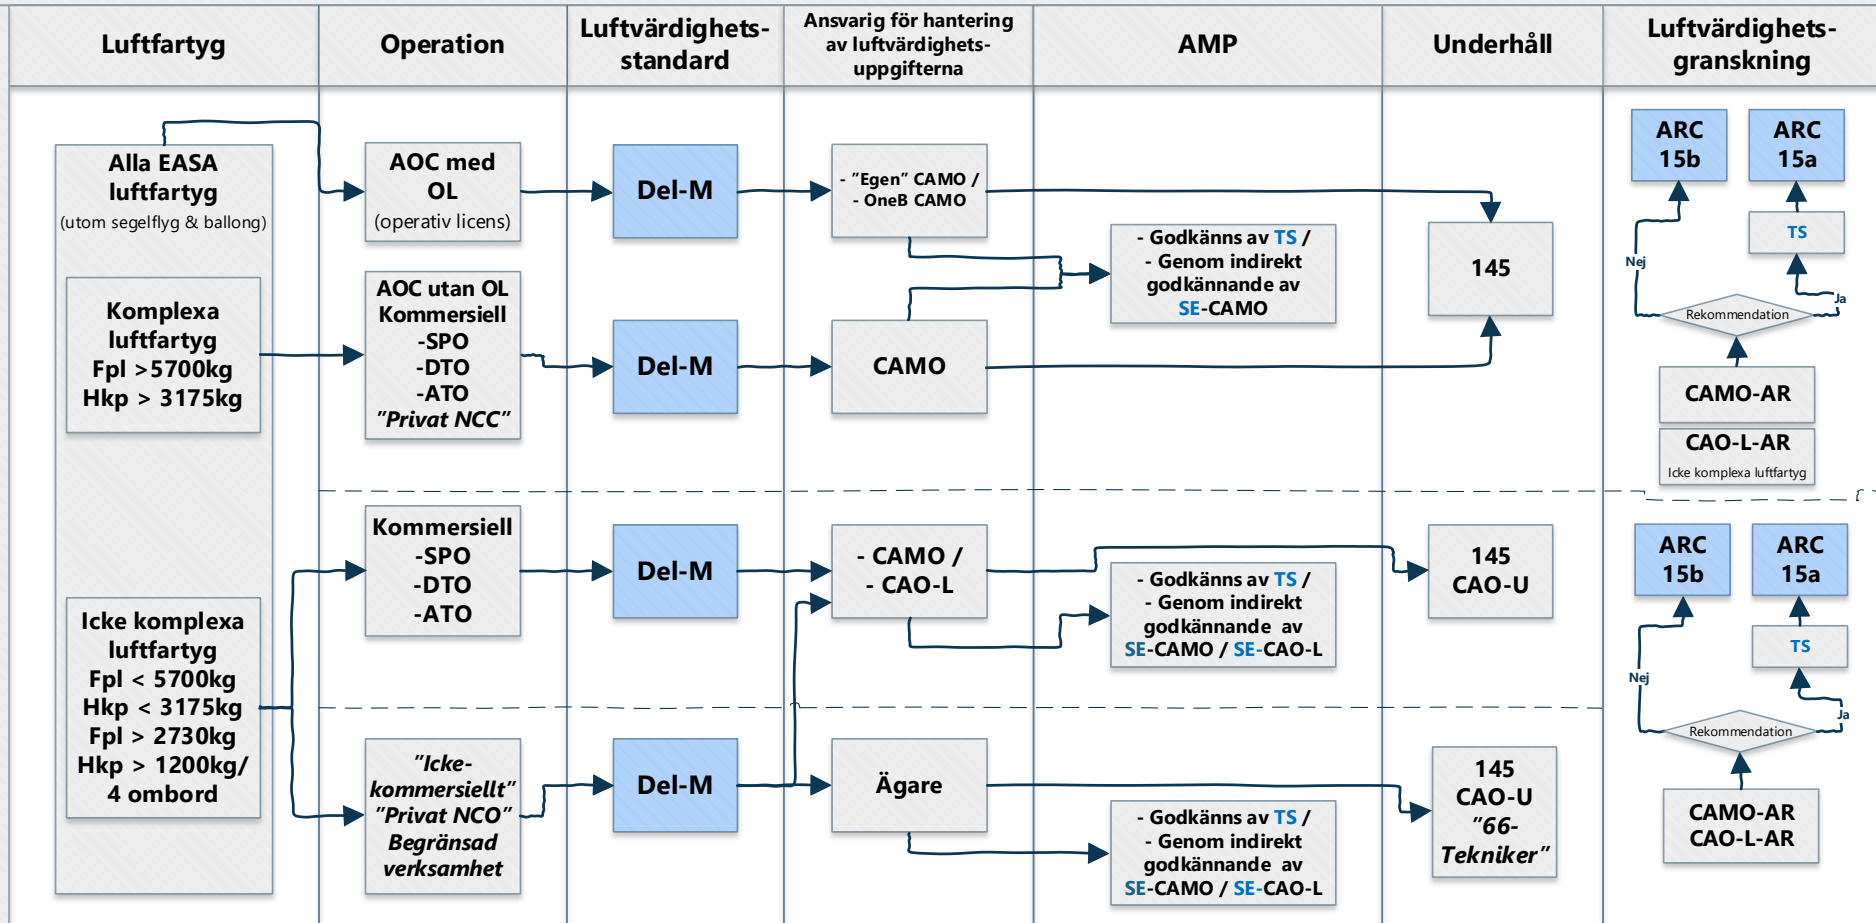 Luftfartyg
Operation
Luftvärdighets-
standard
Ansvarig för hantering
av luftvärdighets-
uppgifterna
AMP
Underhåll
Luftvärdighets-
granskning
Alla EASA
luftfartyg
(utom segelflyg & ballong)
Komplexa
luftfartyg
Fpl >5700kg
Hkp > 3175kg
Icke komplexa
luftfartyg
Fpl < 5700kg
Hkp < 3175kg
Fpl > 2730kg
Hkp > 1200kg/
4 ombord
AOC med
OL
(operativ licens)
AOC utan OL
Kommersiell
-SPO
-DTO
-ATO
"Privat NCC"
Kommersiell
-SPO
-DTO
-ATO
"Icke-
kommersiellt"
"Privat NCO"
Begränsad
verksamhet
Del-M
Del-M
Del-M
Del-M
- "Egen" CAMO /
- OneB CAMO
CAMO
- CAMO /
- CAO-L
Ägare
- Godkänns av TS /
- Genom indirekt
godkännande av
SE-CAMO
- Godkänns av TS /
- Genom indirekt
godkännande av
SE-CAMO / SE-CAO-L
- Godkänns av TS /
- Genom indirekt
godkännande av
SE-CAMO / SE-CAO-L
145
145
CAO-U
145
CAO-U
"66-
Tekniker"
ARC
15b
ARC
15a
TS
Nej
Ja
Rekommendation
CAMO-AR
CAO-L-AR
Icke komplexa luftfartyg
ARC
15b
ARC
15a
TS
Nej
Ja
Rekommendation
CAMO-AR
CAO-L-AR